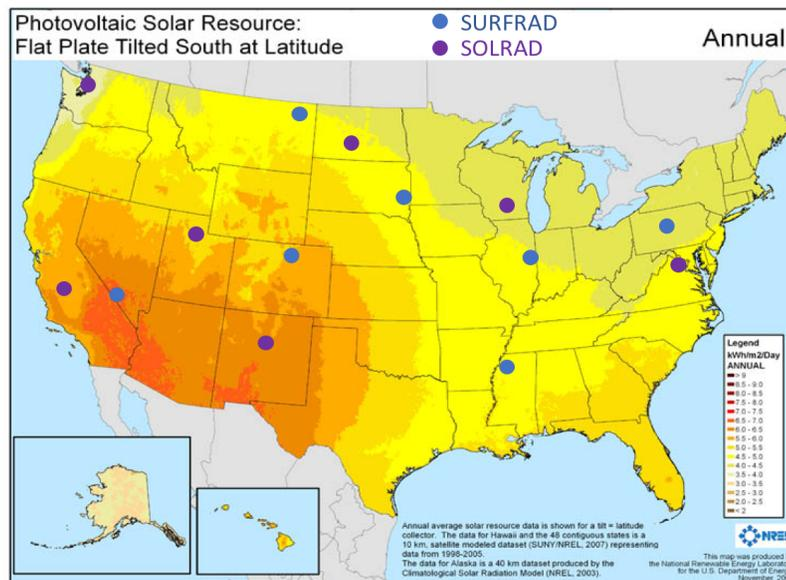 Photovoltaic Solar Resource:
Flat Plate Tilted South at Latitude
SURFRAD
SOLRAD
Annual
Legend
kWh/m2/Day
ANNUAL
> 9
8.5 - 9.0
8.0 - 8.5
7.5 - 8.0
7.0 - 7.5
6.5 - 7.0
6.0 - 6.5
5.5 - 6.0
5.0 - 5.5
4.5 - 5.0
4.0 - 4.5
3.5 - 4.0
3.0 - 3.5
2.5 - 3.0
2.0 - 2.5
< 2
Annual average solar resource data is shown for a tilt = latitude
collector. The data for Hawaii and the 48 contiguous states is a
10 km, satellite modeled dataset (SUNY/NREL, 2007) representing
data from 1998-2005.
The data for Alaska is a 40 km dataset produced by the
Climatological Solar Radiation Model (NREL, 2003).
NREL
This map was produced
the National Renewable Energy Laborato
for the U.S. Department of Energ
November, 20